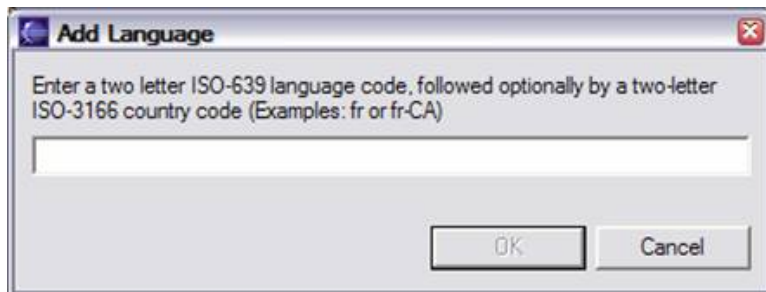 Add Language
Enter a two letter ISO-639 language code, followed optionally by a two-letter
ISO-3166 country code (Examples: fr or fr-CA)
OK
Cancel